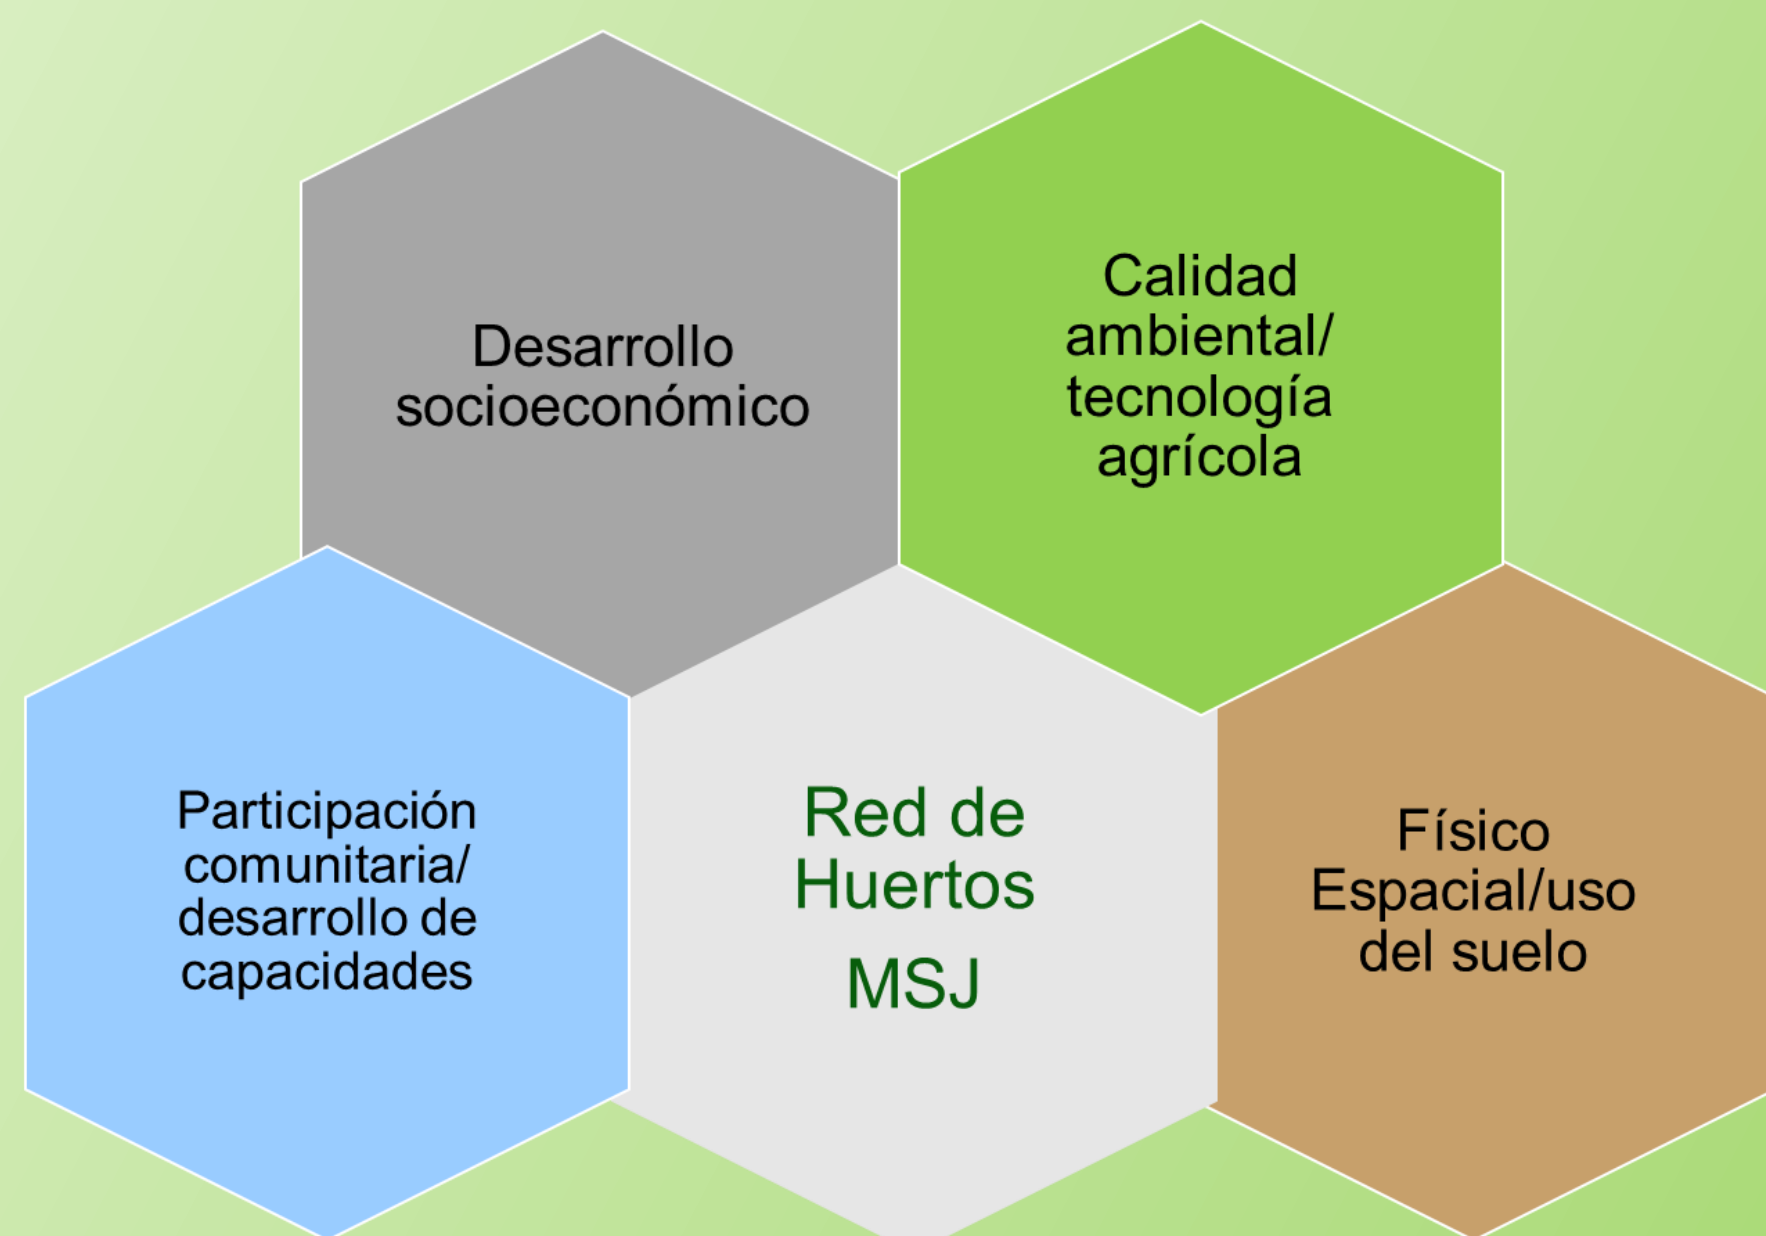 Desarrollo
socioeconómico
Calidad
ambiental/
tecnología
agrícola
Participación
comunitaria/
desarrollo de
capacidades
Red de
Huertos
MSJ
Físico
Espacial/uso
del suelo